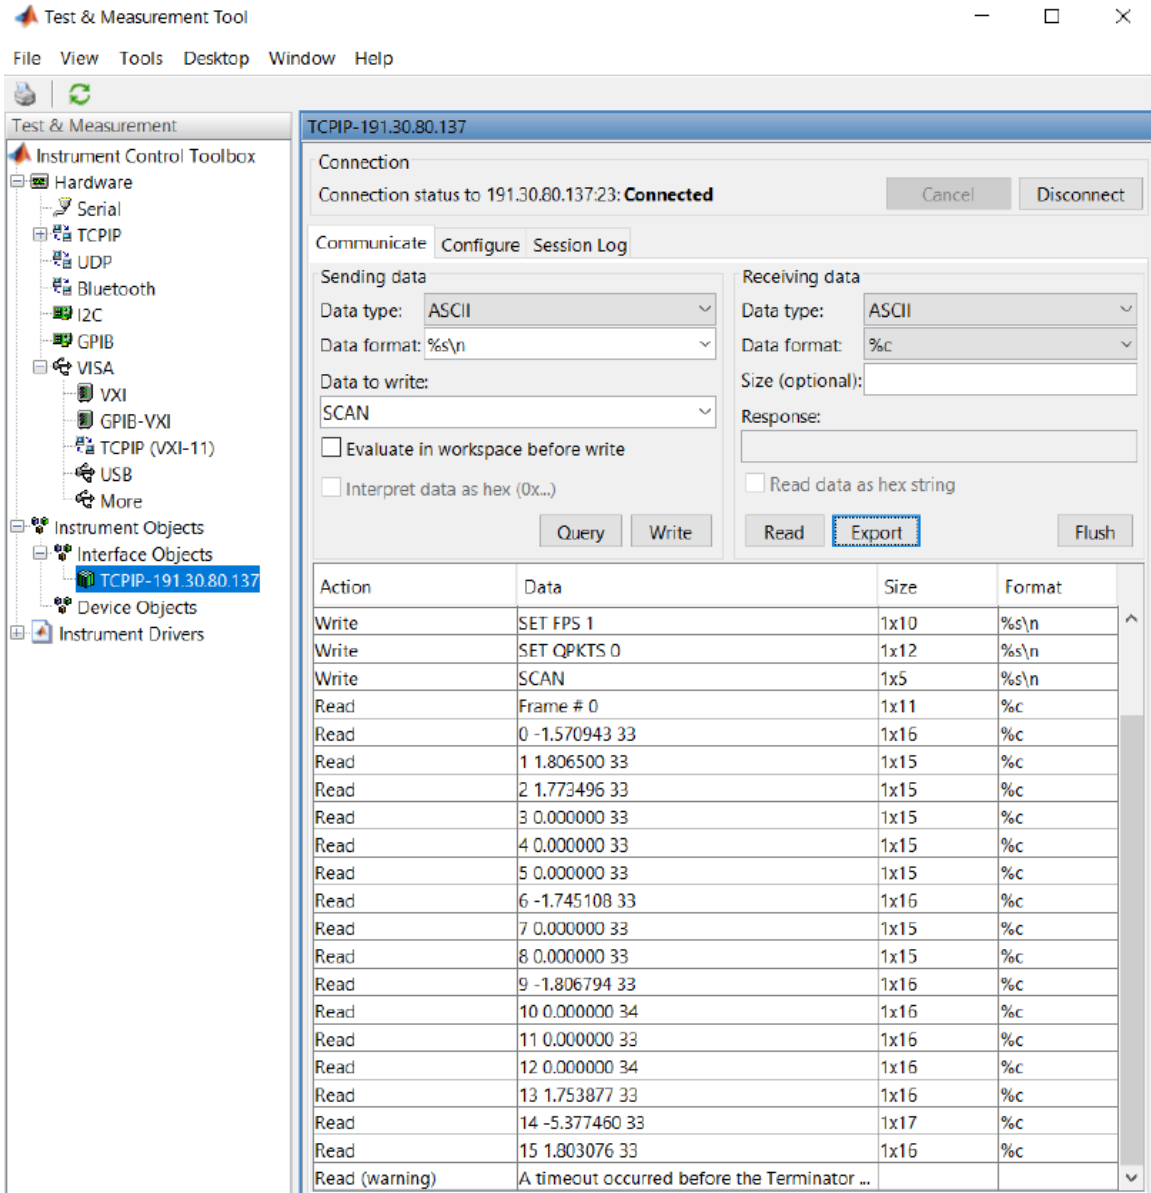 Test & Measurement Tool
File View Tools Desktop Window Help
Test & Measurement
Instrument Control Toolbox
Hardware
Serial
TCPIP
UDP
Bluetooth
I2C
GPIB
VISA
VXI
GPIB-VXI
TCPIP (VXI-11)
USB
More
Instrument Objects
Interface Objects
TCPIP-191.30.80.137
Device Objects
Instrument Drivers
TCPIP-191.30.80.137
Connection
Connection status to 191.30.80.137:23: Connected
Cancel Disconnect
Communicate Configure Session Log
Sending data
Data type: ASCII
Data format: %s\n
Data to write:
SCAN
Evaluate in workspace before write
Interpret data as hex (0x...)
Query Write
Receiving data
Data type: ASCII
Data format: %c
Size (optional):
Response:
Read data as hex string
Read Export Flush
Action Data Size Format
Write SET FPS 1 1x10 %s\n
Write SET QPKTS 0 1x12 %s\n
Write SCAN 1x5 %s\n
Read Frame # 0 1x11 %c
Read 0 -1.570943 33 1x16 %c
Read 1 1.806500 33 1x15 %c
Read 2 1.773496 33 1x15 %c
Read 3 0.000000 33 1x15 %c
Read 4 0.000000 33 1x15 %c
Read 5 0.000000 33 1x15 %c
Read 6 -1.745108 33 1x16 %c
Read 7 0.000000 33 1x15 %c
Read 8 0.000000 33 1x15 %c
Read 9 -1.806794 33 1x16 %c
Read 10 0.000000 34 1x16 %c
Read 11 0.000000 33 1x16 %c
Read 12 0.000000 34 1x16 %c
Read 13 1.753877 33 1x16 %c
Read 14 -5.377460 33 1x17 %c
Read 15 1.803076 33 1x16 %c
Read (warning) A timeout occurred before the Terminator ...